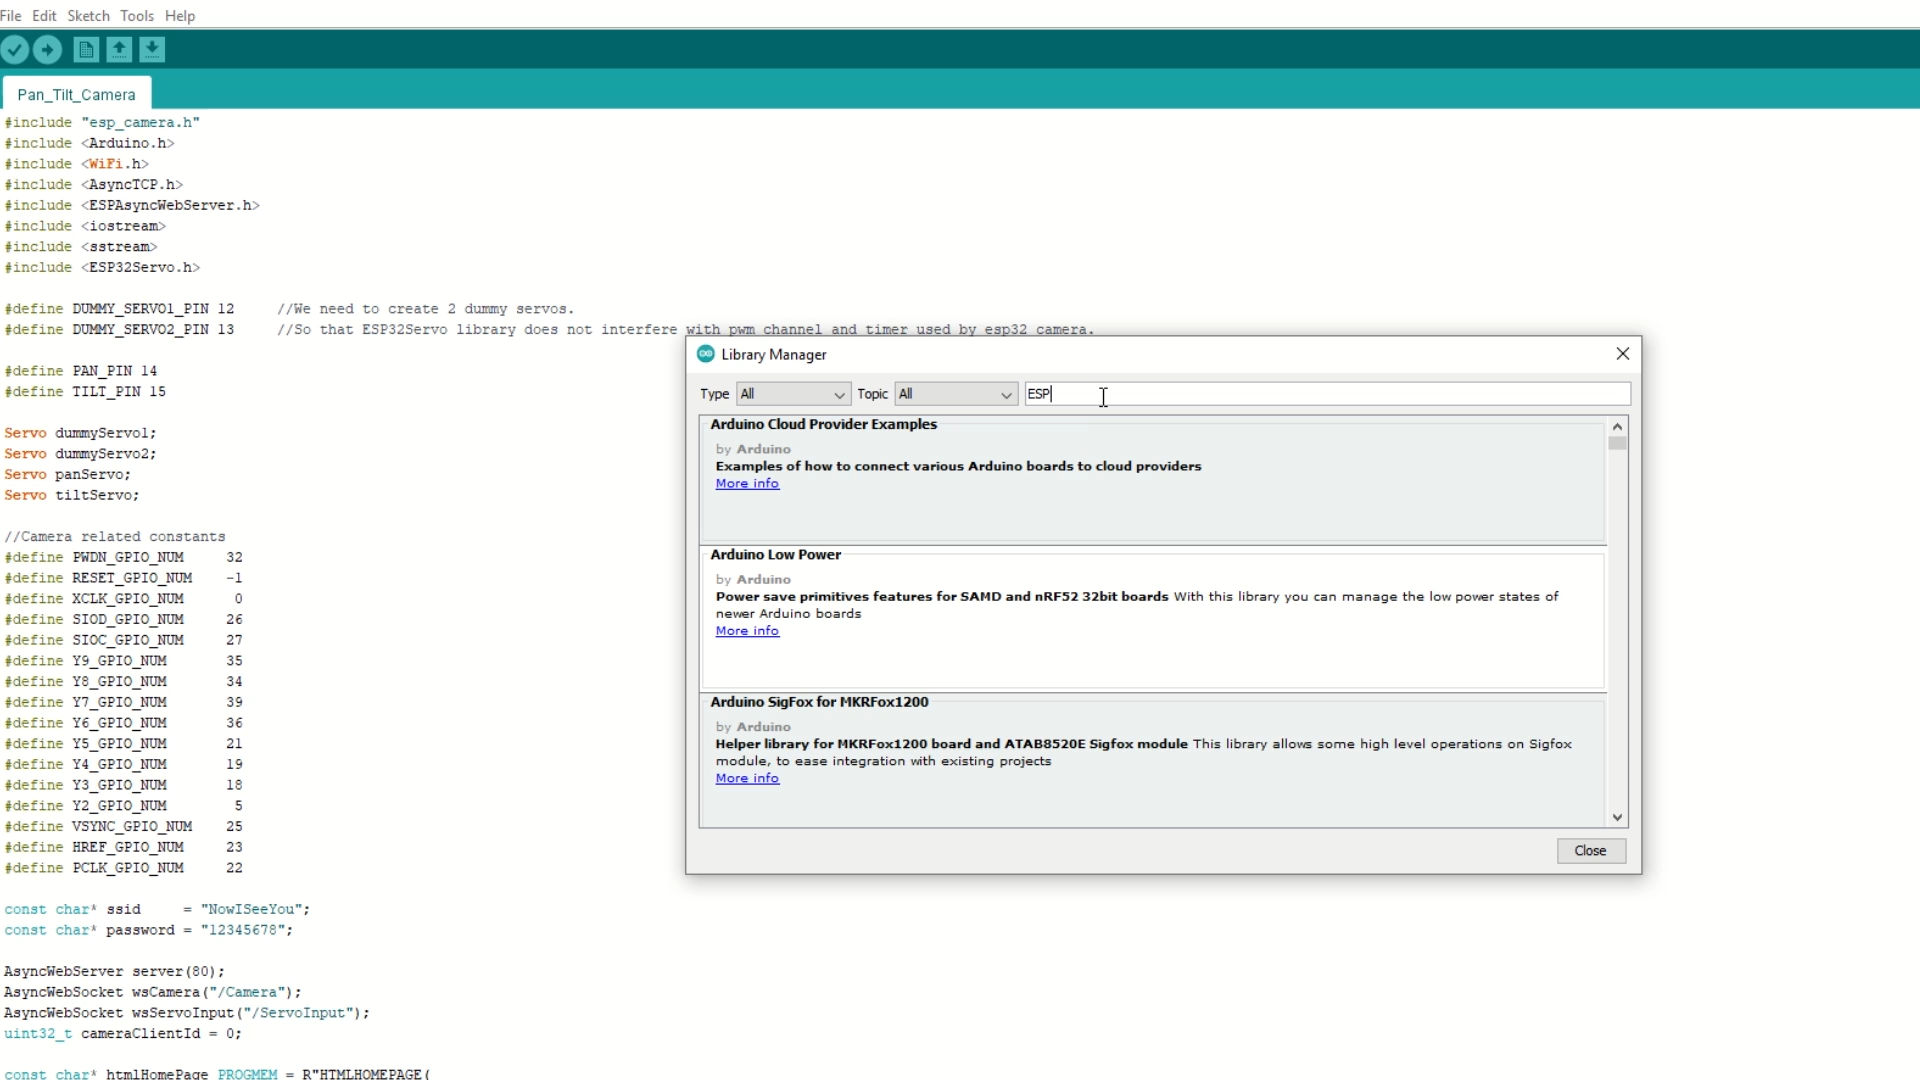 File Edit Sketch Tools Help
Pan_Tilt_Camera
#include "esp_camera.h"
#include <Arduino.h>
#include <WiFi.h>
#include <AsyncTCP.h>
#include <ESPAsyncWebServer.h>
#include <iostream>
#include <sstream>
#include <ESP32Servo.h>
#define DUMMY_SERVO1_PIN 12 //We need to create 2 dummy servos.
#define DUMMY_SERVO2_PIN 13 //So that ESP32Servo library does not interfere with pwm channel and timer used by esp32 camera.
#define PAN_PIN 14
#define TILT_PIN 15
Servo dummyServo1;
Servo dummyServo2;
Servo panServo;
Servo tiltServo;
//Camera related constants
#define PWDN_GPIO_NUM 32
#define RESET_GPIO_NUM -1
#define XCLK_GPIO_NUM 0
#define SIOD_GPIO_NUM 26
#define SIOC_GPIO_NUM 27
#define Y9_GPIO_NUM 35
#define Y8_GPIO_NUM 34
#define Y7_GPIO_NUM 39
#define Y6_GPIO_NUM 36
#define Y5_GPIO_NUM 21
#define Y4_GPIO_NUM 19
#define Y3_GPIO_NUM 18
#define Y2_GPIO_NUM 5
#define VSYNC_GPIO_NUM 25
#define HREF_GPIO_NUM 23
#define PCLK_GPIO_NUM 22
const char* ssid = "NowISeeYou";
const char* password = "12345678";
AsyncWebServer server(80);
AsyncWebSocket wsCamera("/Camera");
AsyncWebSocket wsServoInput("/ServoInput");
uint32_t cameraClientId = 0;
const char* htmlHomePage PROGMEM = R"HTMLHOMEPAGE(
Library Manager
Type All Topic All ESP
Arduino Cloud Provider Examples
by Arduino
Examples of how to connect various Arduino boards to cloud providers
More info
Arduino Low Power
by Arduino
Power save primitives features for SAMD and nRF52 32bit boards With this library you can manage the low power states of
newer Arduino boards
More info
Arduino SigFox for MKRFox1200
by Arduino
Helper library for MKRFox1200 board and ATAB8520E Sigfox module This library allows some high level operations on Sigfox
module, to ease integration with existing projects
More info
Close